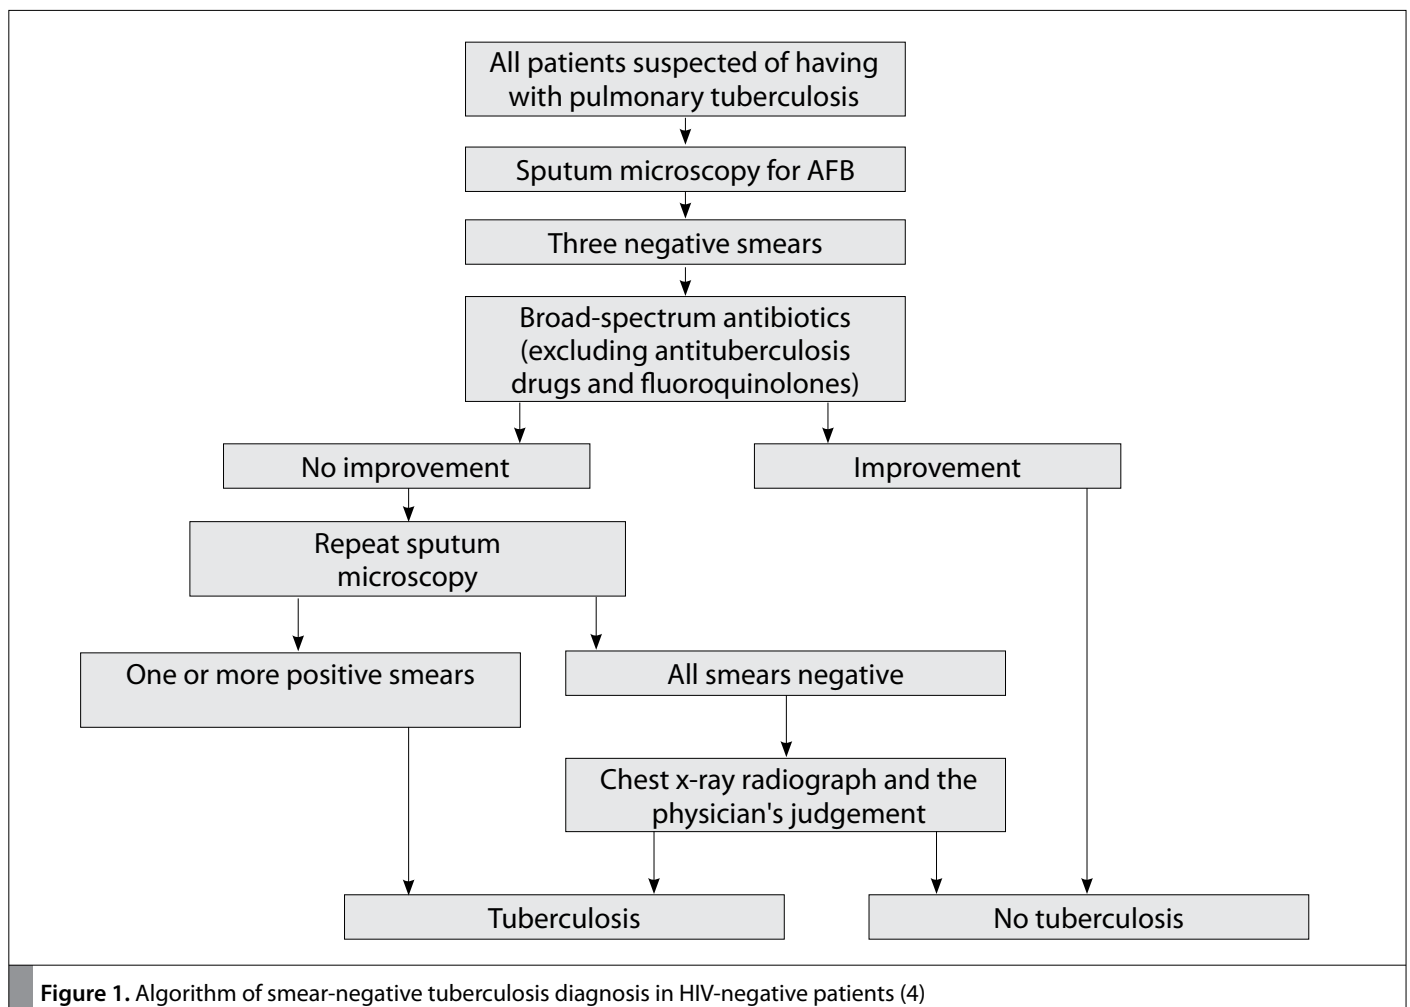 All patients suspected of having
with pulmonary tuberculosis
Sputum microscopy for AFB
Three negative smears
Broad-spectrum antibiotics
(excluding antituberculosis
drugs and fluoroquinolones)
No improvement
Improvement
Repeat sputum
microscopy
One or more positive smears
All smears negative
Chest x-ray radiograph and the
physician's judgement
Tuberculosis
No tuberculosis
Figure 1. Algorithm of smear-negative tuberculosis diagnosis in HIV-negative patients (4)